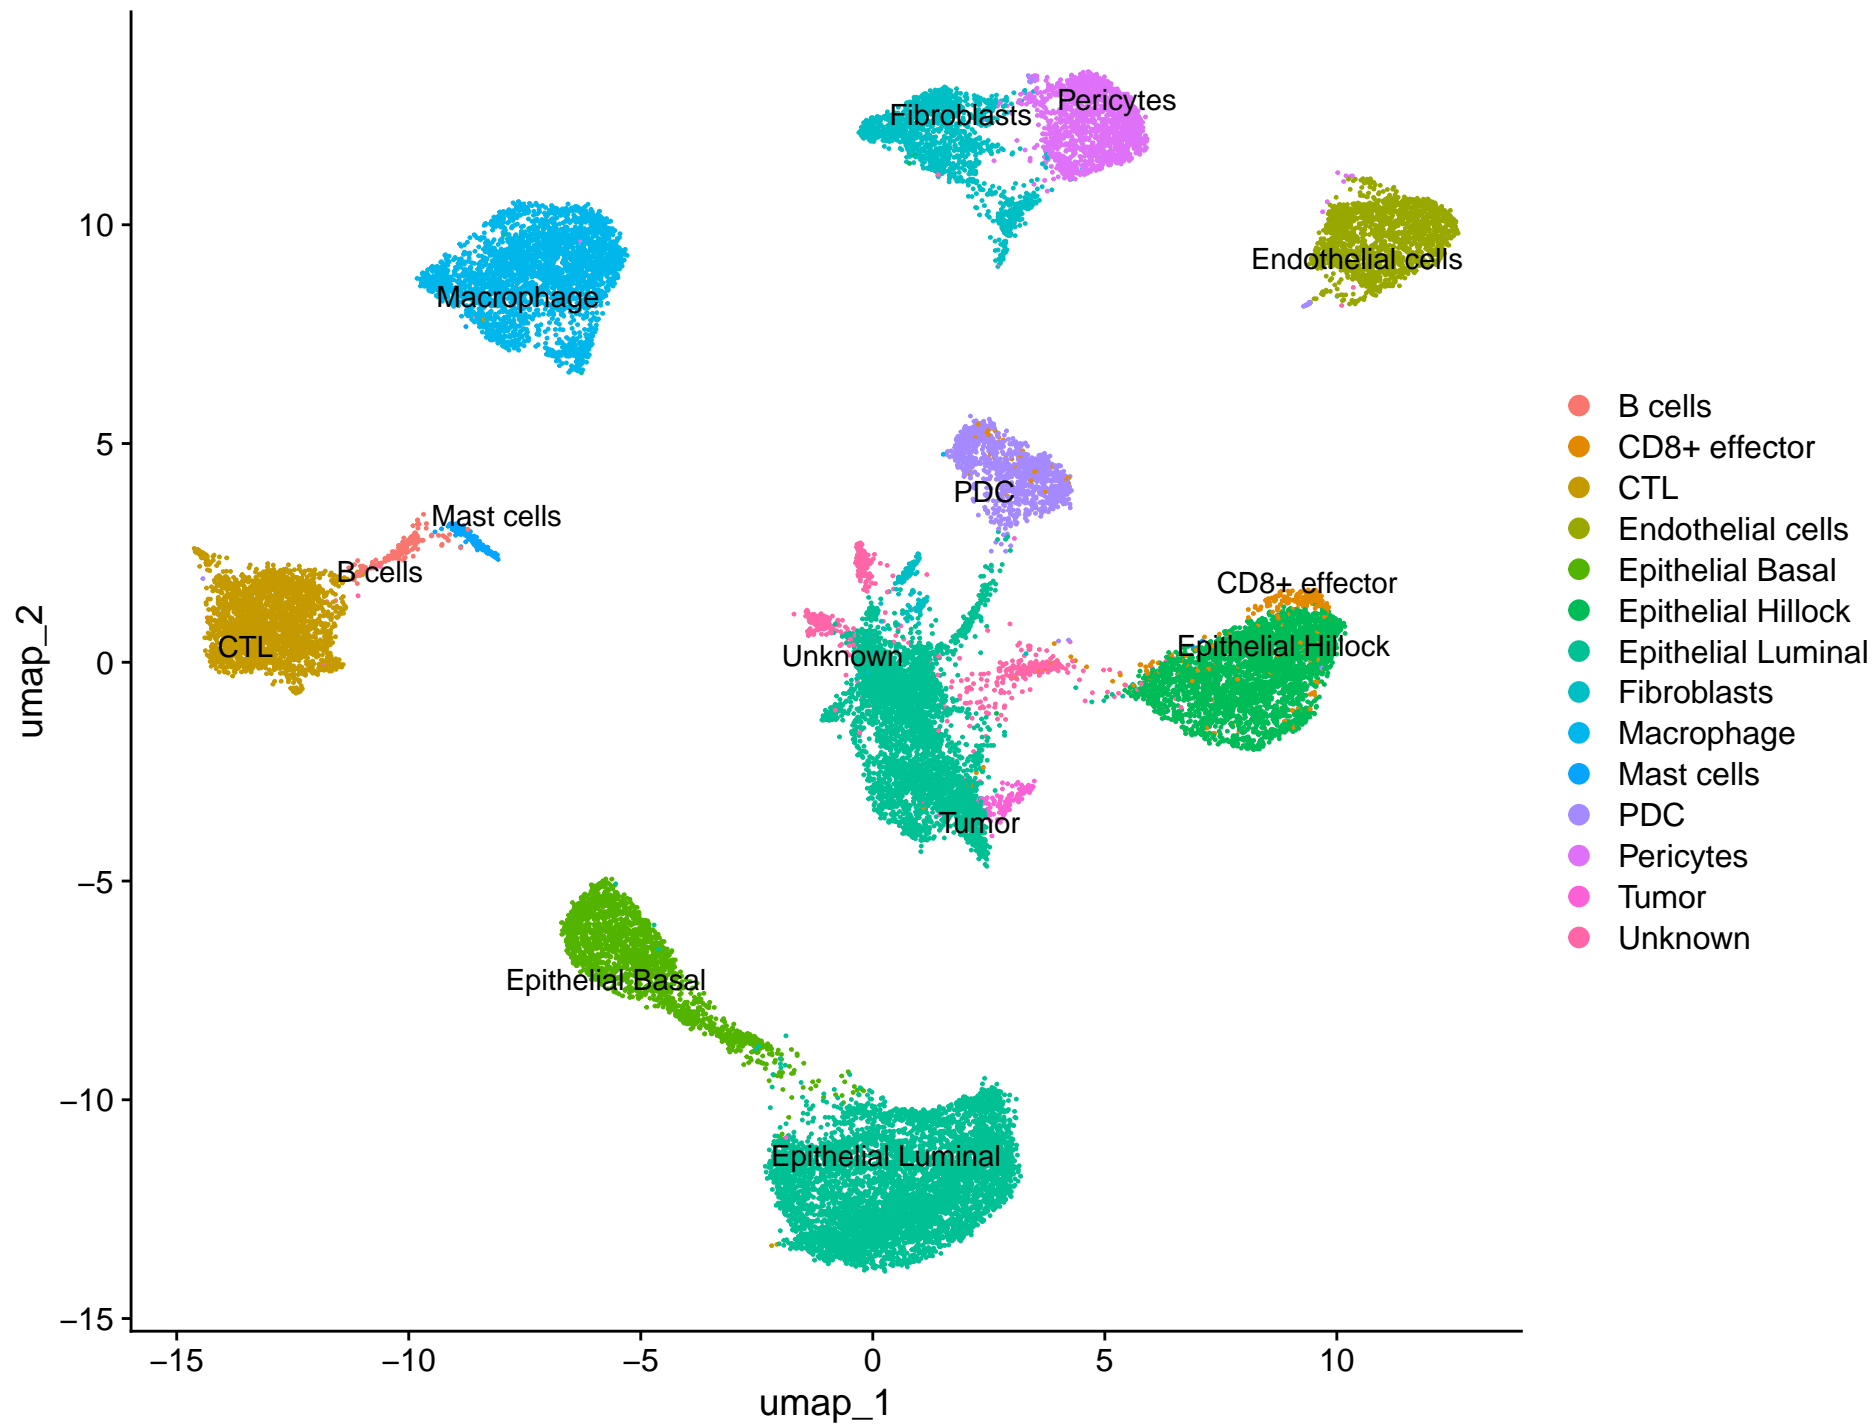 Pericytes
Fibroblasts
Endothelial cells
Macrophage
PDC
Mast cells
B cells
CTL
CD8+ effector
Epithelial Hillock
Unknown
Tumor
Epithelial Basal
Epithelial Luminal
10
5
0
−5
−10
−15
umap_2
−15
−10
−5
0
5
10
umap_1
B cells
CD8+ effector
CTL
Endothelial cells
Epithelial Basal
Epithelial Hillock
Epithelial Luminal
Fibroblasts
Macrophage
Mast cells
PDC
Pericytes
Tumor
Unknown